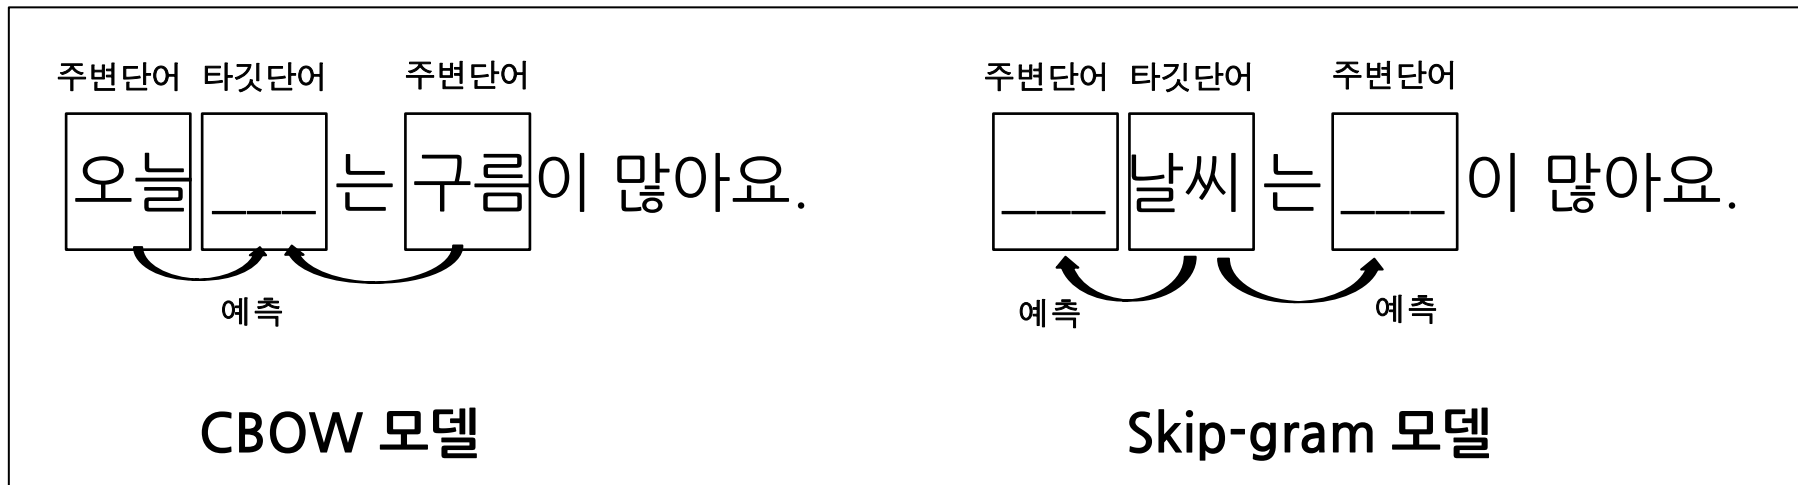 주변단어 타깃단어 주변단어
오늘 ___ 는 구름이 많아요.
예측
CBOW 모델
주변단어 타깃단어 주변단어
___ 날씨 는 ___ 이 많아요.
예측 예측
Skip-gram 모델